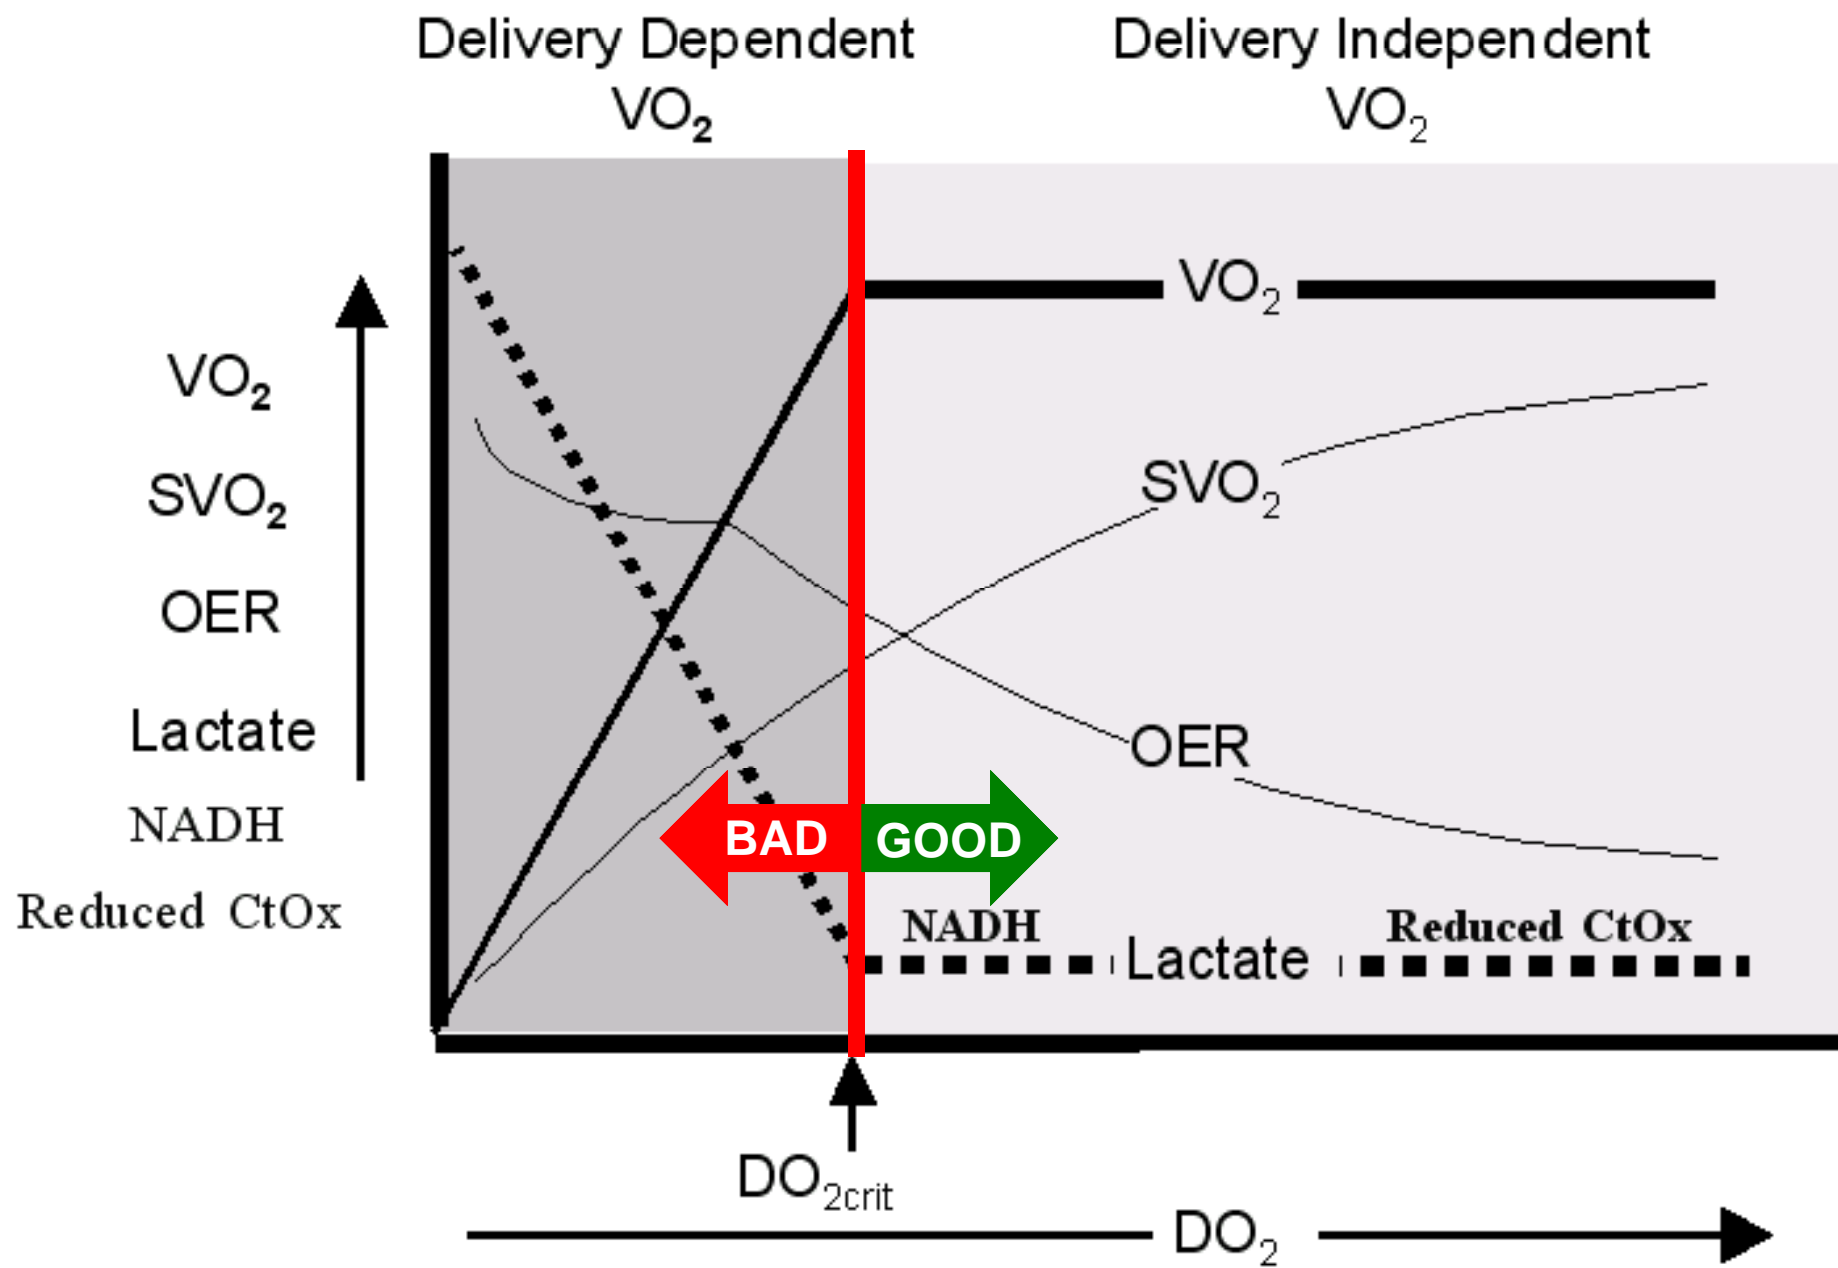 Delivery Dependent
VO₂
Delivery Independent
VO₂
VO₂
SVO₂
OER
Lactate
NADH
Reduced CtOx
VO₂
SVO₂
OER
BAD
GOOD
NADH
Reduced CtOx
Lactate
DO₂crit
DO₂